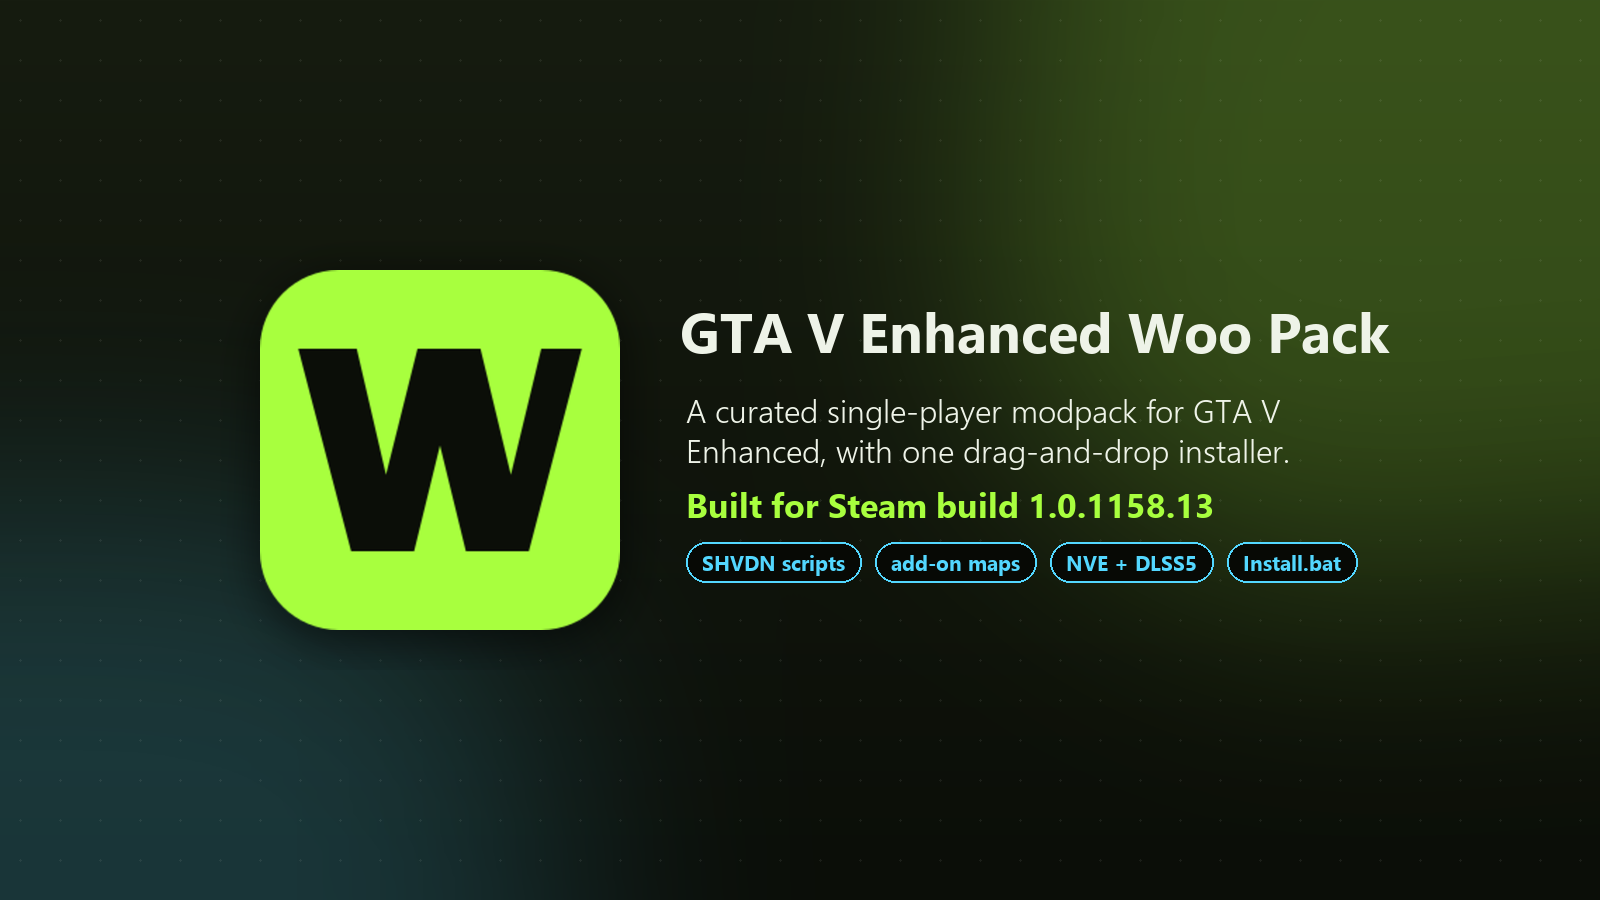 W
GTA V Enhanced Woo Pack
A curated single-player modpack for GTA V
Enhanced, with one drag-and-drop installer.
Built for Steam build 1.0.1158.13
SHVDN scripts
add-on maps
NVE + DLSS5
Install.bat